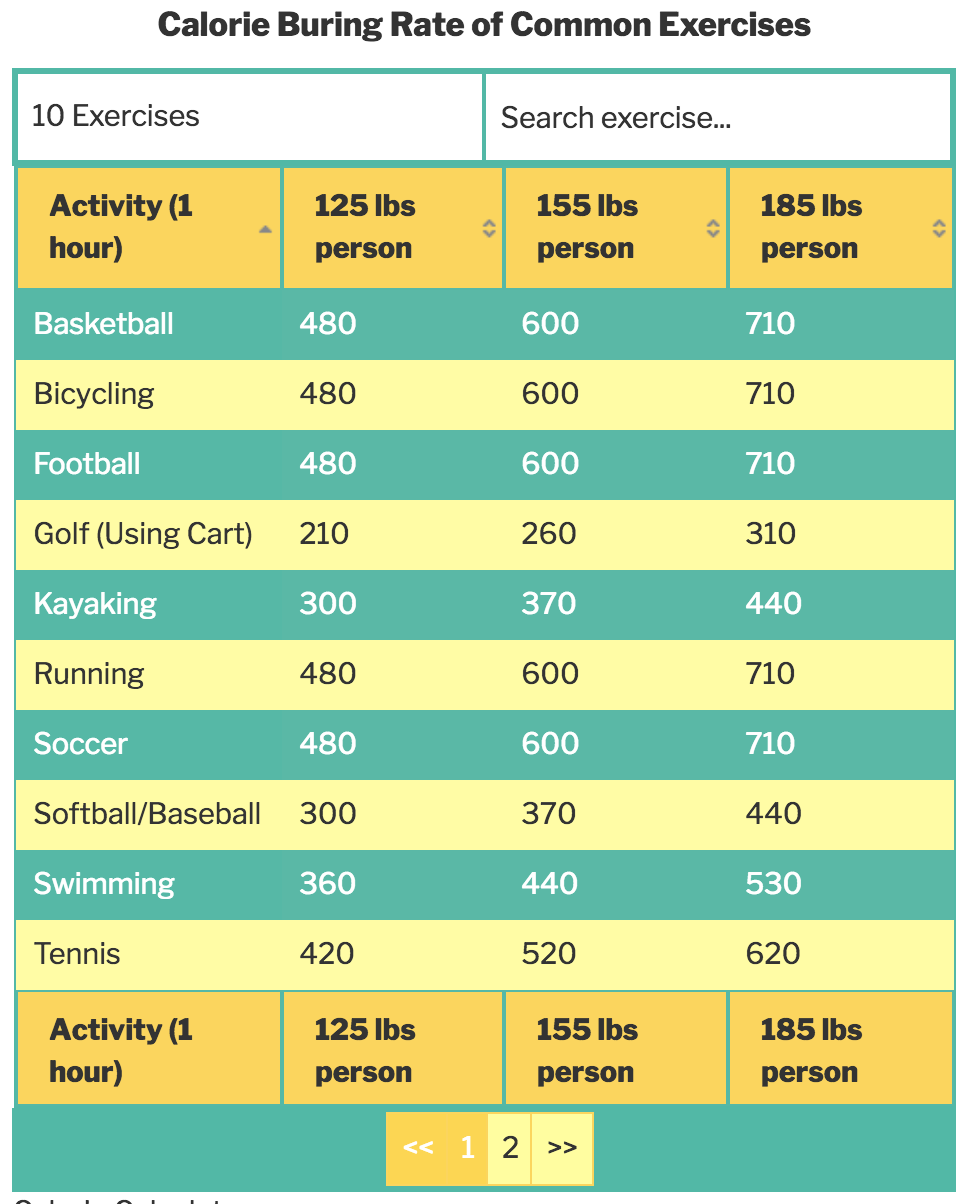 Calorie Buring Rate of Common Exercises
10 Exercises Search exercise...
Activity (1 hour) 125 lbs person 155 lbs person 185 lbs person
Basketball 480 600 710
Bicycling 480 600 710
Football 480 600 710
Golf (Using Cart) 210 260 310
Kayaking 300 370 440
Running 480 600 710
Soccer 480 600 710
Softball/Baseball 300 370 440
Swimming 360 440 530
Tennis 420 520 620
Activity (1 hour) 125 lbs person 155 lbs person 185 lbs person
<< 1 2 >>